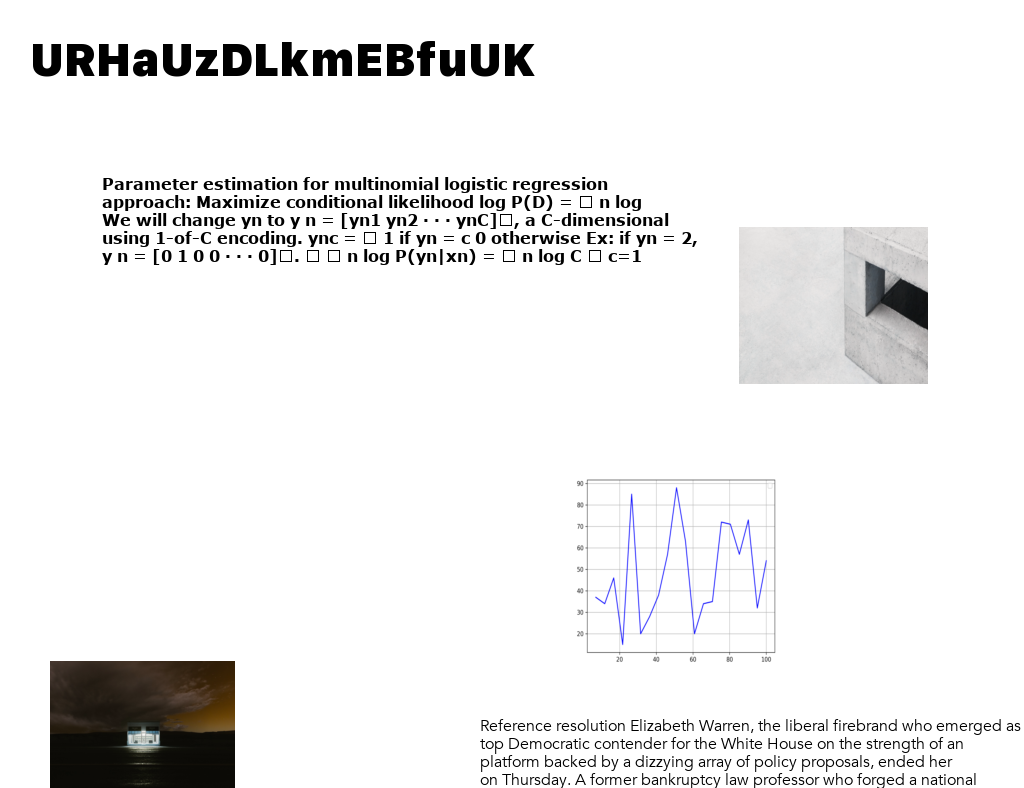 URHaUzDLkmEBfuUK
Parameter estimation for multinomial logistic regression
approach: Maximize conditional likelihood log P(D) = □ n log
We will change yn to y n = [yn1 yn2 · · · ynC]□, a C-dimensional
using 1-of-C encoding. ync = □ 1 if yn = c 0 otherwise Ex: if yn = 2,
y n = [0 1 0 0 · · · 0]□. □ □ n log P(yn|xn) = □ n log C □ c=1
90
80
70
60
50
40
30
20
20 40 60 80 100
Reference resolution Elizabeth Warren, the liberal firebrand who emerged as
top Democratic contender for the White House on the strength of an
platform backed by a dizzying array of policy proposals, ended her
on Thursday. A former bankruptcy law professor who forged a national